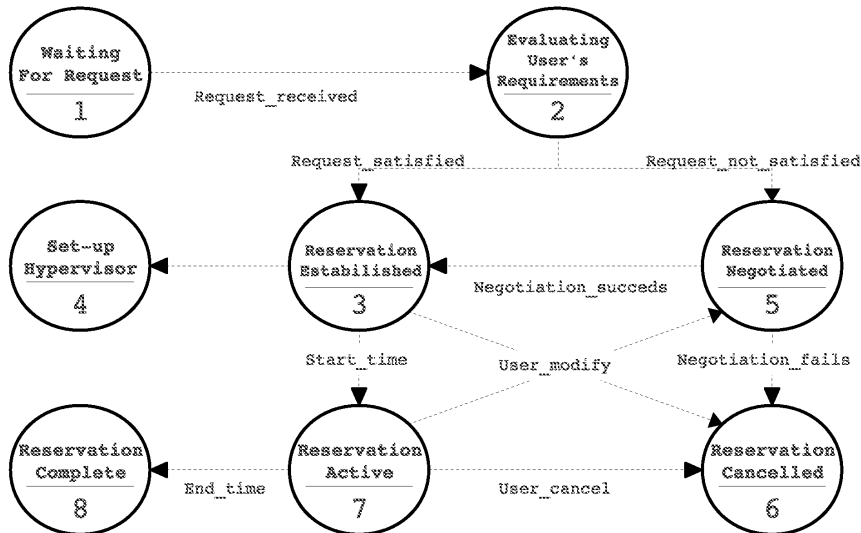 Waiting
For Request
1
Request_received
Evaluating
User's
Requirements
2
Request_satisfied
Request_not_satisfied
Set-up
Hypervisor
4
Reservation
Estabilished
3
Negotiation_succeds
Reservation
Negotiated
5
Start_time
User_modify
Negotiation_fails
Reservation
Complete
8
End_time
Reservation
Active
7
User_cancel
Reservation
Cancelled
6